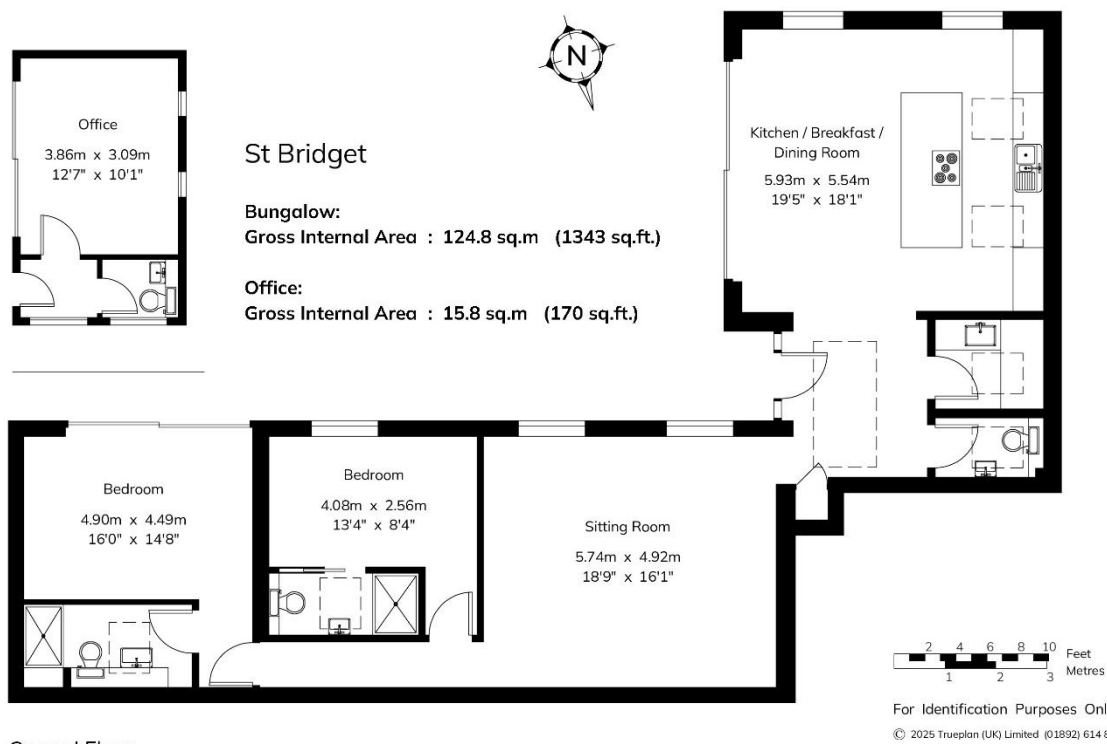 N
Office
3.86m x 3.09m
12'7" x 10'1"
St Bridget
Bungalow:
Gross Internal Area : 124.8 sq.m (1343 sq.ft.)
Office:
Gross Internal Area : 15.8 sq.m (170 sq.ft.)
Kitchen / Breakfast /
Dining Room
5.93m x 5.54m
19'5" x 18'1"
Bedroom
4.90m x 4.49m
16'0" x 14'8"
Bedroom
4.08m x 2.56m
13'4" x 8'4"
Sitting Room
5.74m x 4.92m
18'9" x 16'1"
2 4 6 8 10 Feet
1 2 3 Metres
For Identification Purposes Onl
© 2025 Trueplan (UK) Limited (01892) 614 8